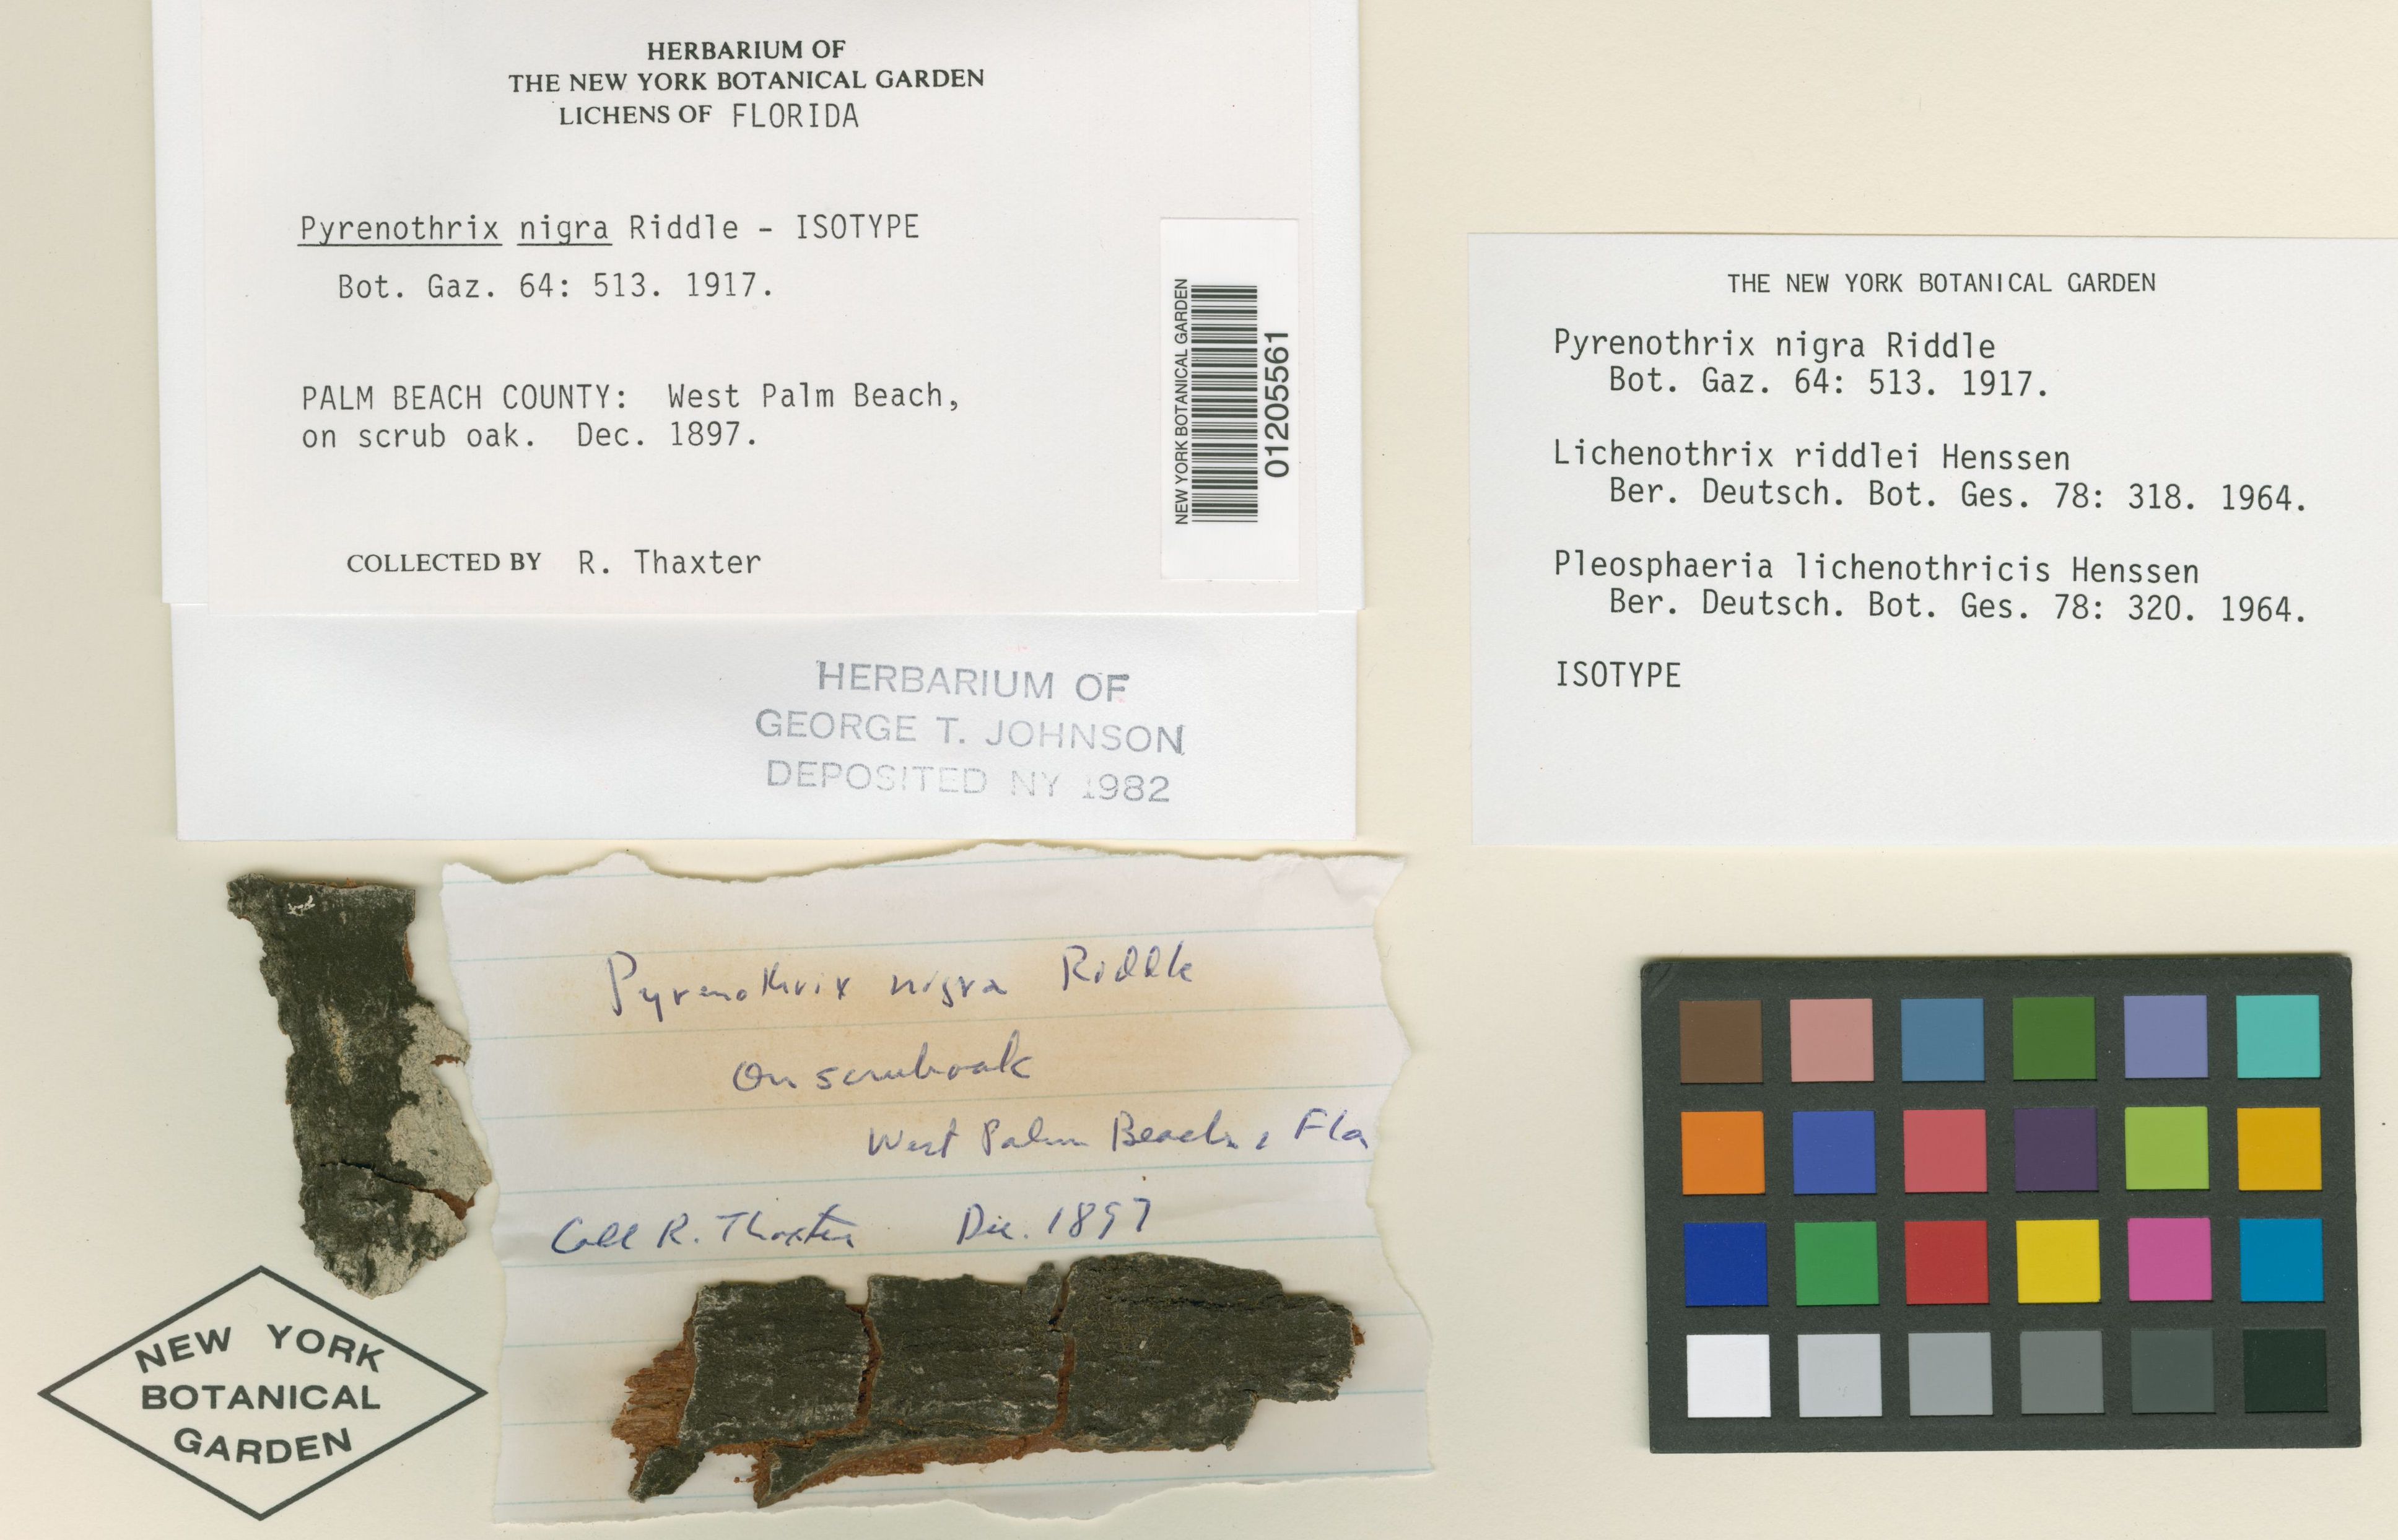 HERBARIUM OF
THE NEW YORK BOTANICAL GARDEN
LICHENS OF FLORIDA
Pyrenothrix nigra Riddle - ISOTYPE
Bot. Gaz. 64: 513. 1917.
PALM BEACH COUNTY: West Palm Beach,
on scrub oak. Dec. 1897.
COLLECTED BY R. Thaxter
NEW YORK BOTANICAL GARDEN
01205561
HERBARIUM OF
GEORGE T. JOHNSON
DEPOSITED NY 1982
THE NEW YORK BOTANICAL GARDEN
Pyrenothrix nigra Riddle
Bot. Gaz. 64: 513. 1917.
Lichenothrix riddlei Henssen
Ber. Deutsch. Bot. Ges. 78: 318. 1964.
Pleosphaeria lichenothricis Henssen
Ber. Deutsch. Bot. Ges. 78: 320. 1964.
ISOTYPE
Pyrenothrix nigra Riddle
On scrub oak
West Palm Beach, Fla
Coll R. Thaxter Dec. 1897
NEW YORK
BOTANICAL
GARDEN